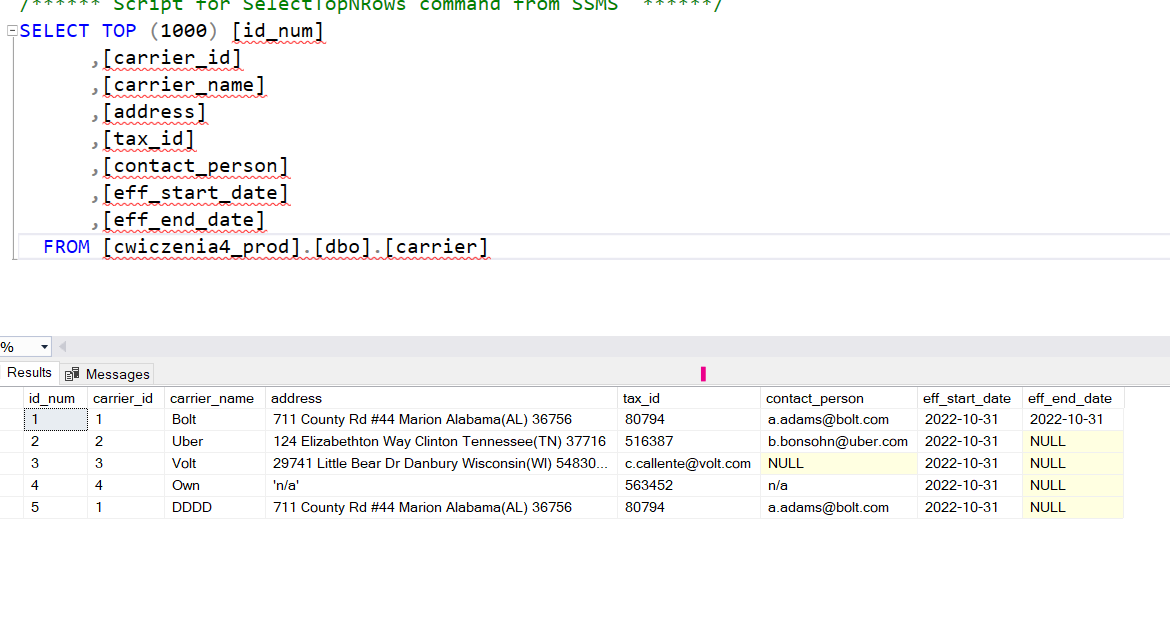 /****** Script for SelectTopNRows command from SSMS  ******/
SELECT TOP (1000) [id_num]
,[carrier_id]
,[carrier_name]
,[address]
,[tax_id]
,[contact_person]
,[eff_start_date]
,[eff_end_date]
FROM [cwiczenia4_prod].[dbo].[carrier]
%
Results Messages
id_num carrier_id carrier_name address tax_id contact_person eff_start_date eff_end_date
1 1 Bolt 711 County Rd #44 Marion Alabama(AL) 36756 80794 a.adams@bolt.com 2022-10-31 2022-10-31
2 2 Uber 124 Elizabethton Way Clinton Tennessee(TN) 37716 516387 b.bonsohn@uber.com 2022-10-31 NULL
3 3 Volt 29741 Little Bear Dr Danbury Wisconsin(WI) 54830... c.callente@volt.com NULL 2022-10-31 NULL
4 4 Own 'n/a' 563452 n/a 2022-10-31 NULL
5 1 DDDD 711 County Rd #44 Marion Alabama(AL) 36756 80794 a.adams@bolt.com 2022-10-31 NULL